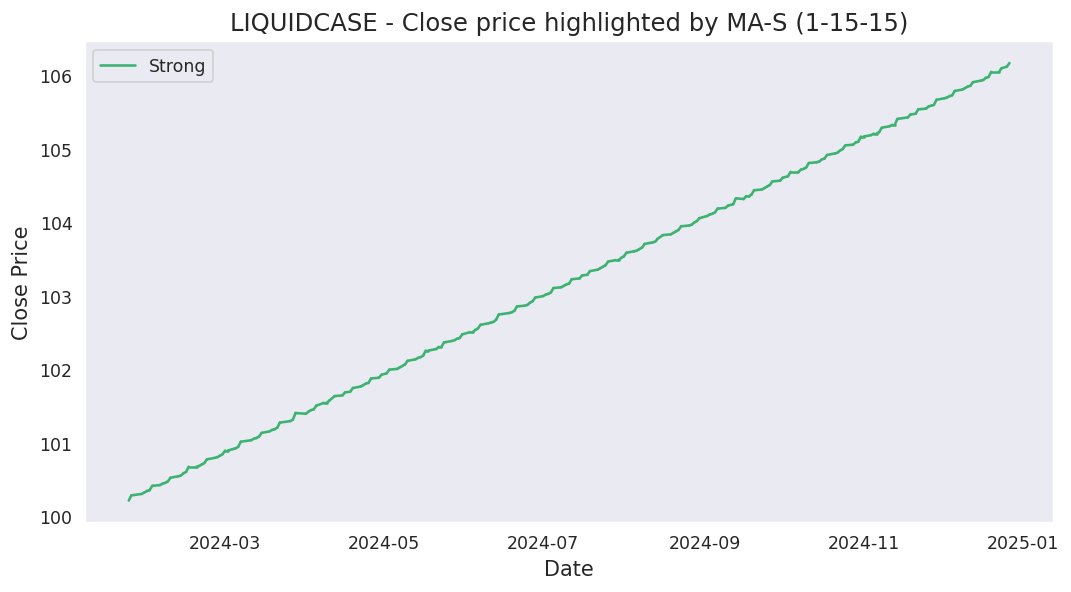 LIQUIDCASE - Close price highlighted by MA-S (1-15-15)
Strong
106
105
104
103
102
101
100
Close Price
2024-03 2024-05 2024-07 2024-09 2024-11 2025-01
Date